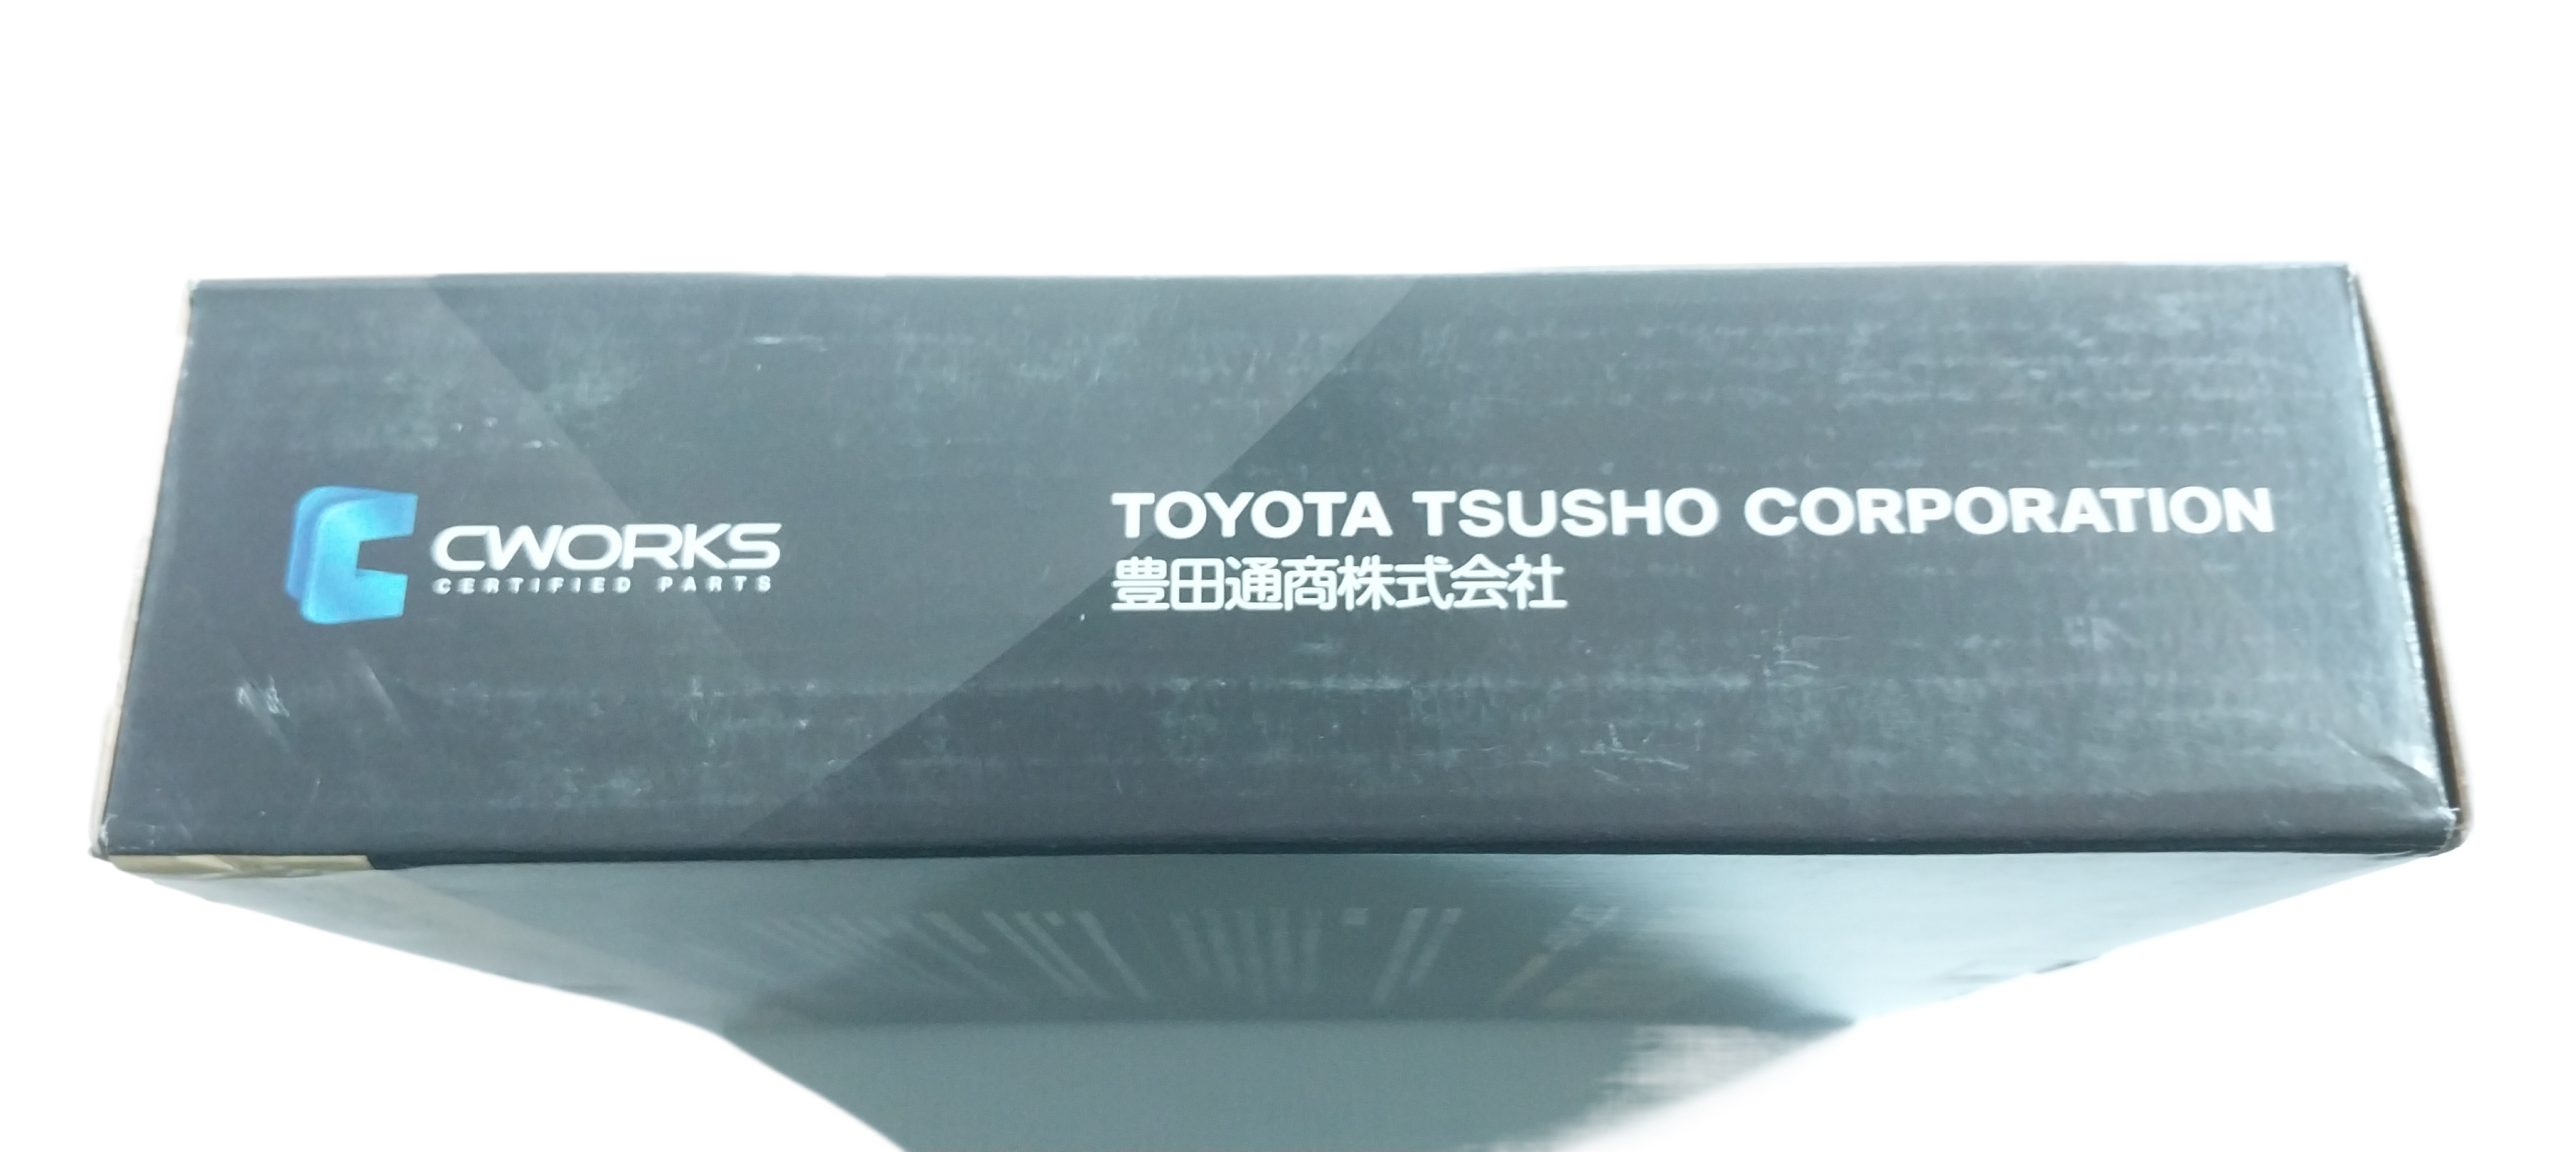 CWORKS
CERTIFIED PARTS
TOYOTA TSUSHO CORPORATION
豊田通商株式会社